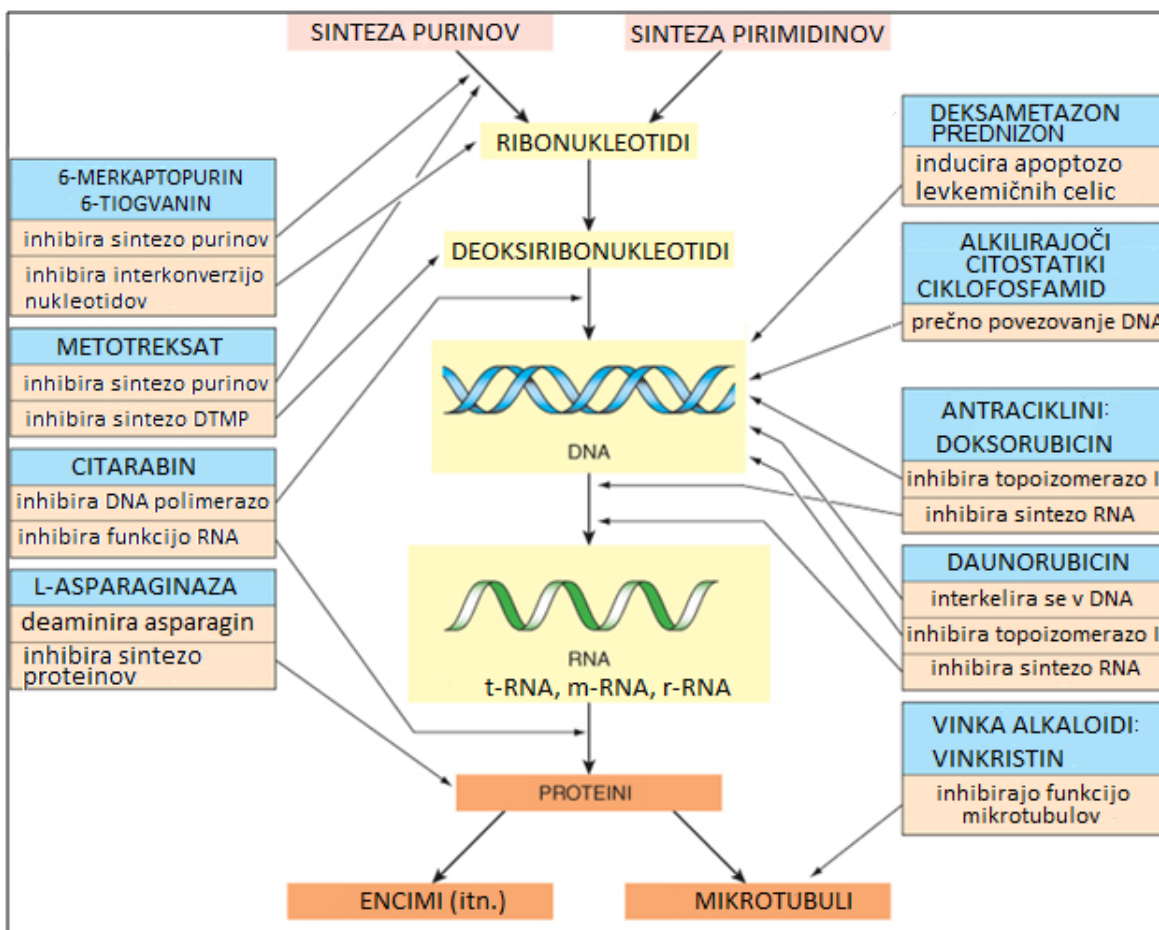 SINTEZA PURINOV
SINTEZA PIRIMIDINOV
RIBONUKLEOTIDI
DEOKSIRIBONUKLEOTIDI
DNA
RNA
t-RNA, m-RNA, r-RNA
PROTEINI
ENCIMI (itn.)
MIKROTUBULI
6-MERKAPTOPURIN
6-TIOGVANIN
inhibira sintezo purinov
inhibira interkonverzijo
nukleotidov
METOTREKSAT
inhibira sintezo purinov
inhibira sintezo DTMP
CITARABIN
inhibira DNA polimerazo
inhibira funkcijo RNA
L-ASPARAGINAZA
deaminira asparagin
inhibira sintezo
proteinov
DEKSAMETAZON
PREDNIZON
inducira apoptozo
levkemičnih celic
ALKILIRAJOČI
CITOSTATIKI
CIKLOFOSFAMID
prečno povezovanje DNA
ANTRACIKLINI:
DOKSORUBICIN
inhibira topoizomerazo I
inhibira sintezo RNA
DAUNORUBICIN
interkelira se v DNA
inhibira topoizomerazo I
inhibira sintezo RNA
VINKA ALKALOIDI:
VINKRISTIN
inhibirajo funkcijo
mikrotubulov